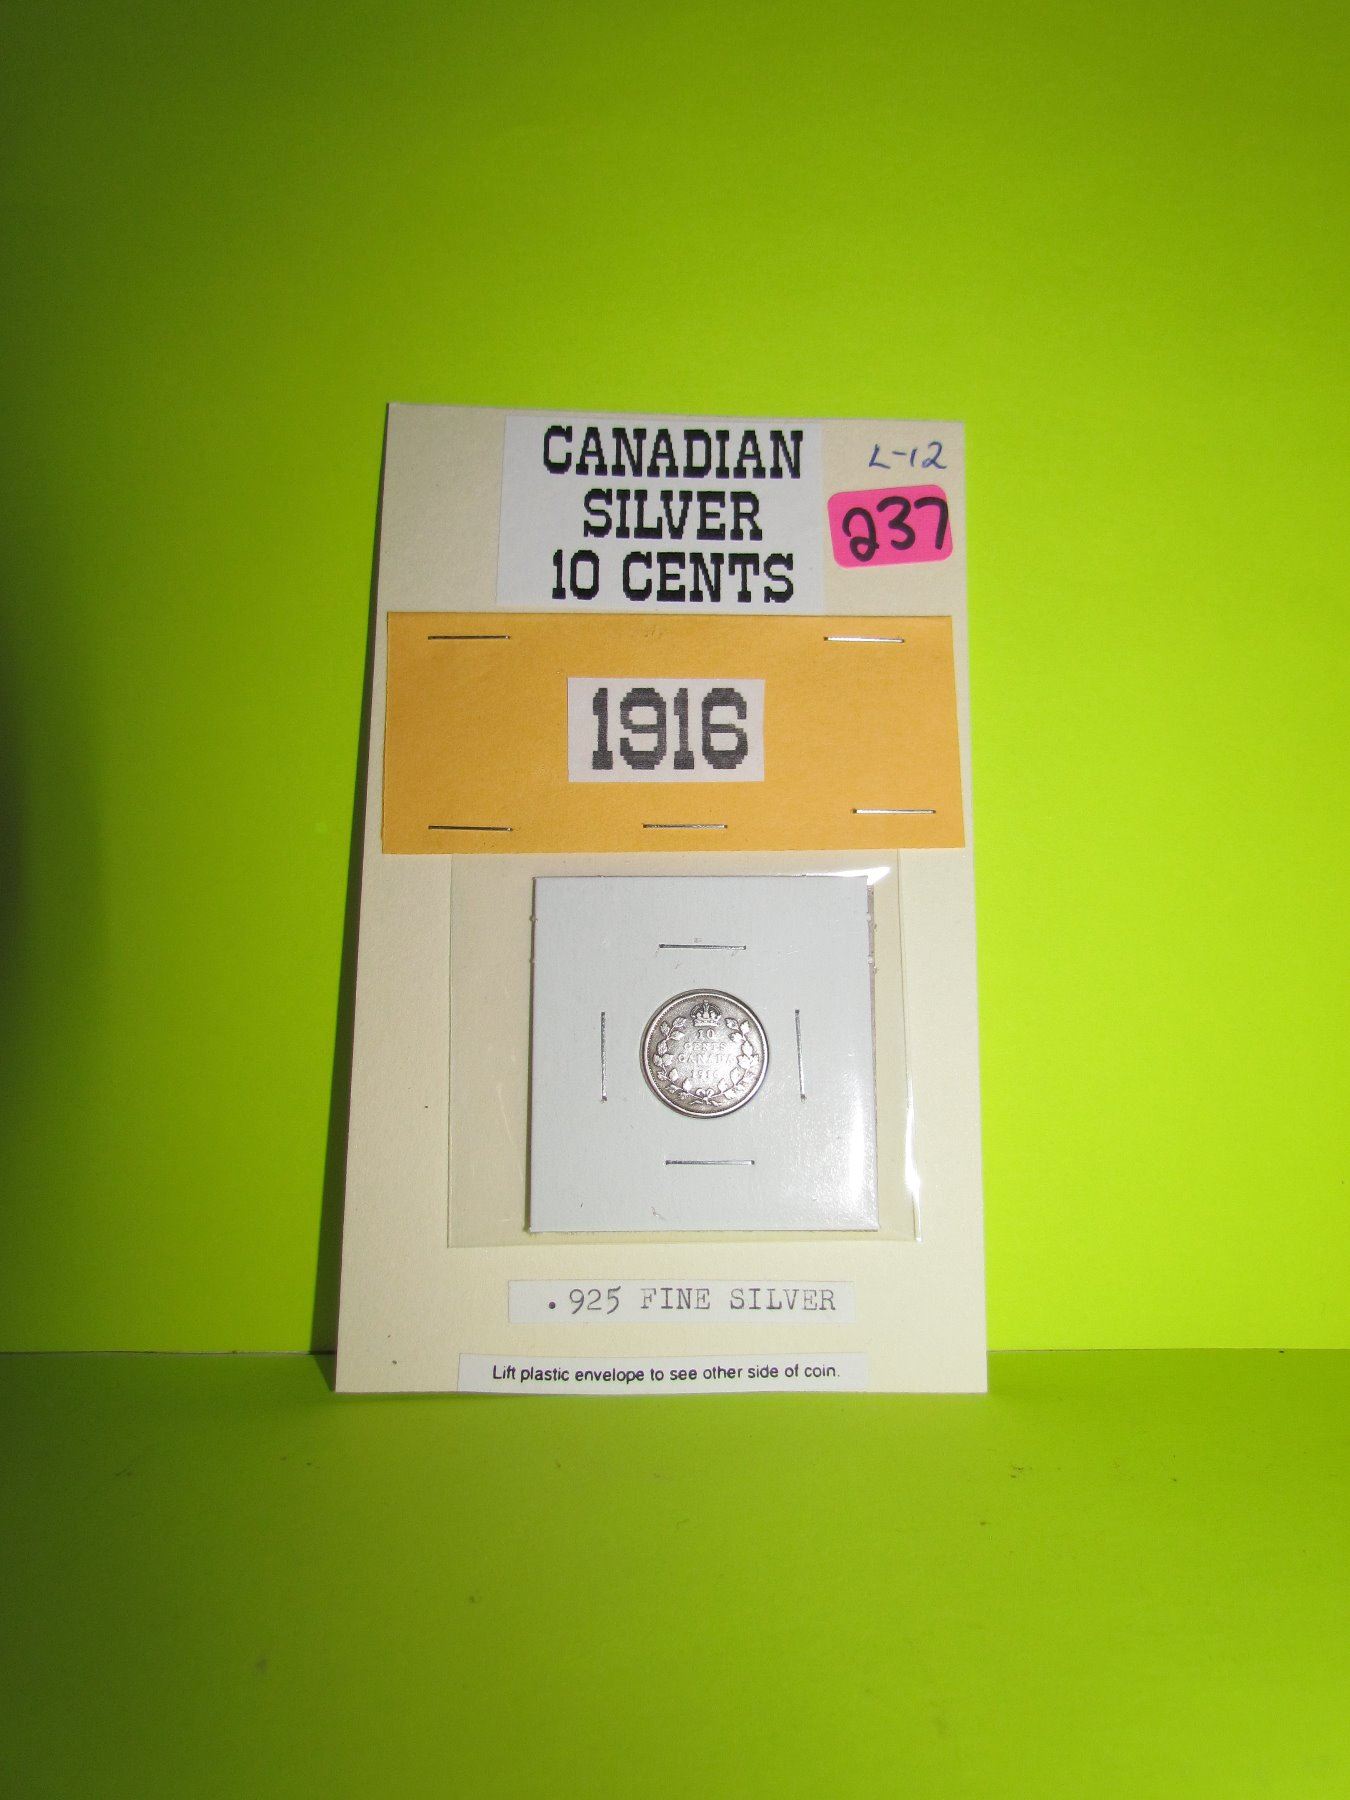 CANADIAN
SILVER
10 CENTS
L-12
237
1916
10
CENTS
CANADA
1916
.925 FINE SILVER
Lift plastic envelope to see other side of coin.